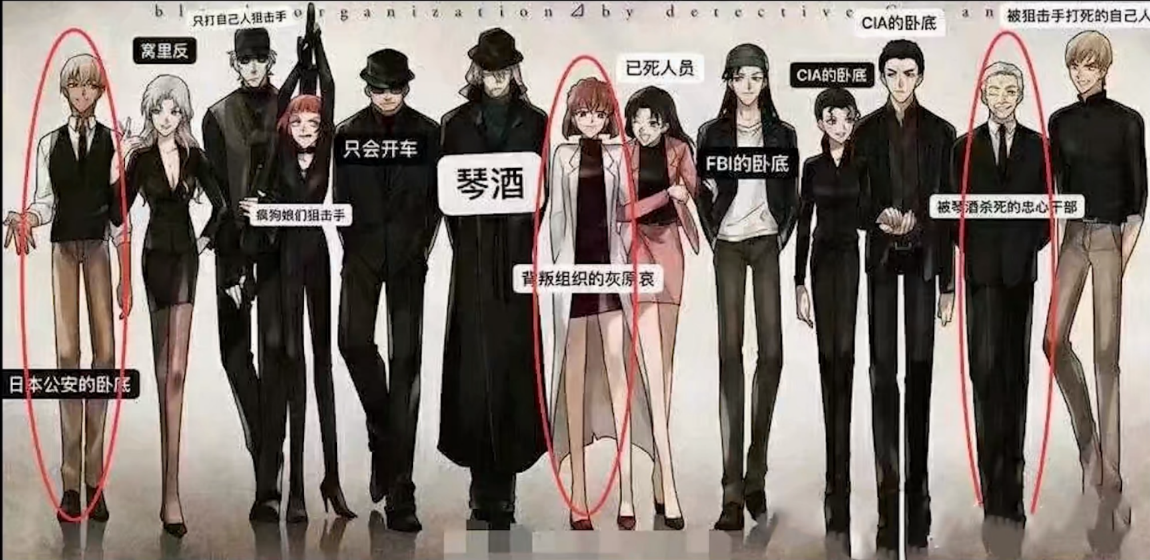 black organization by detective
an
只打自己人狙击手
CIA的卧底
被狙击手打死的自己人
窝里反
已死人员
CIA的卧底
只会开车
FBI的卧底
琴酒
疯狗娘们狙击手
被琴酒杀死的忠心干部
背叛组织的灰原哀
日本公安的卧底